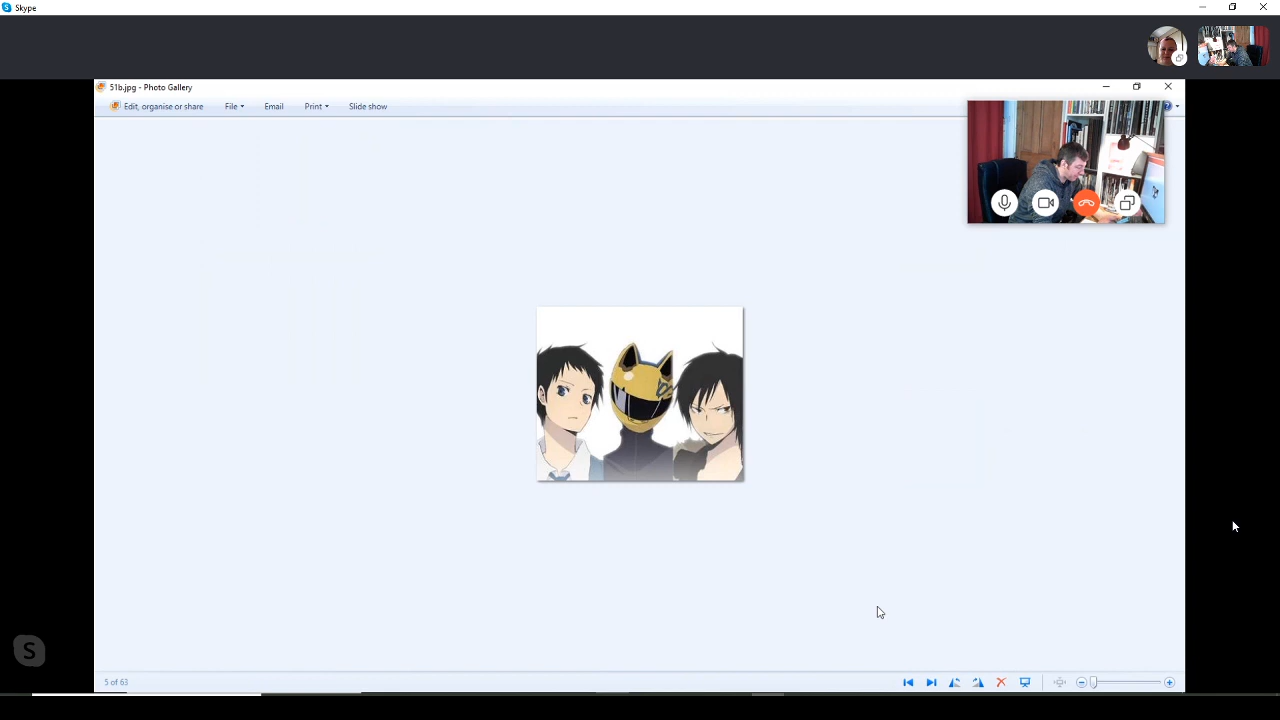 Skype
51b.jpg - Photo Gallery
Edit, organise or share File Email Print Slide show
S
5 of 63